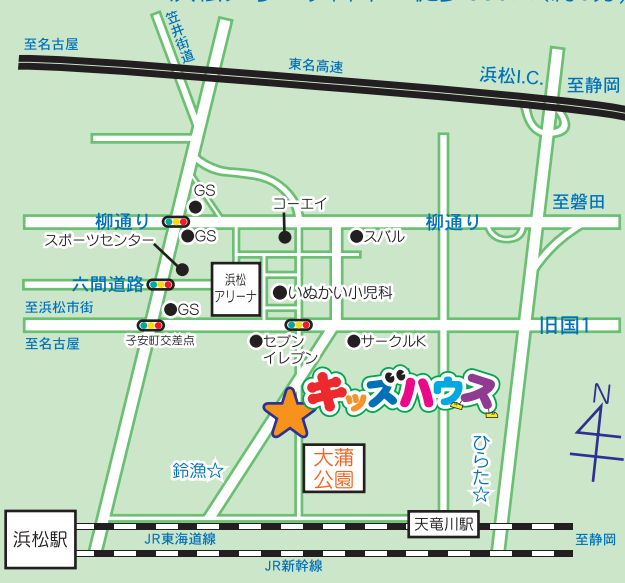 至名古屋
笠井街道
東名高速
浜松I.C.
至静岡
GS
コーエイ
至磐田
柳通り
柳通り
GS
スバル
スポーツセンター
六間道路
浜松
アリーナ
いぬかい小児科
至浜松市街
GS
旧国1
至名古屋
子安町交差点
セブン
イレブン
サークルK
キッズハウス
N
大蒲
公園
鈴漁☆
ひらた☆
浜松駅
天竜川駅
JR東海道線
至静岡
JR新幹線